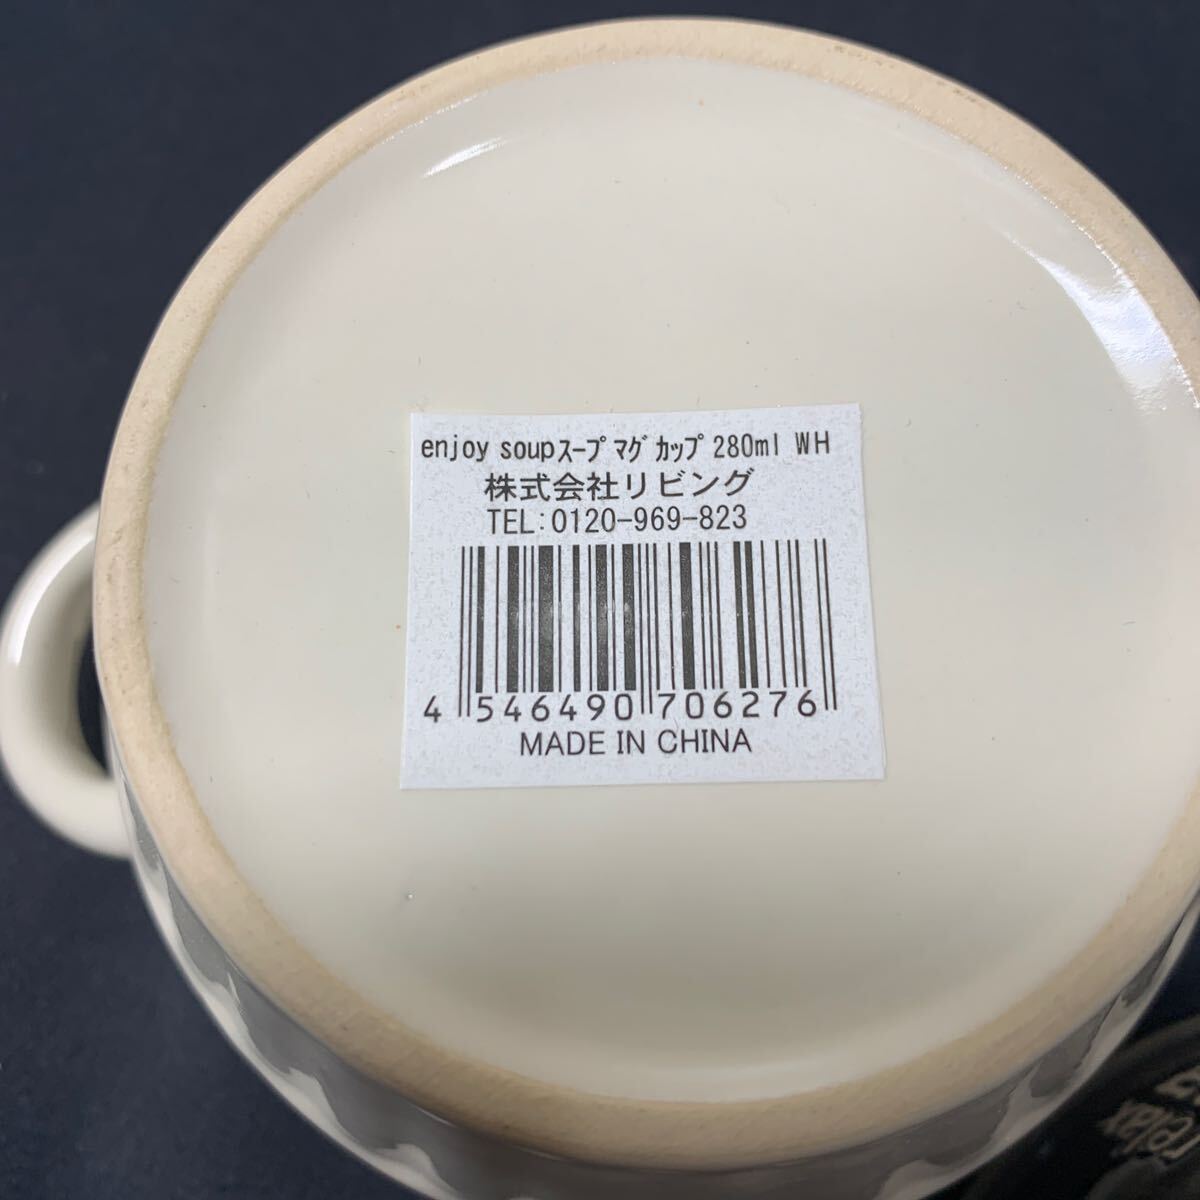 enjoy soupスープ マグカップ 280ml WH
株式会社リビング
TEL:0120-969-823
4 546490 706276
MADE IN CHINA
relax